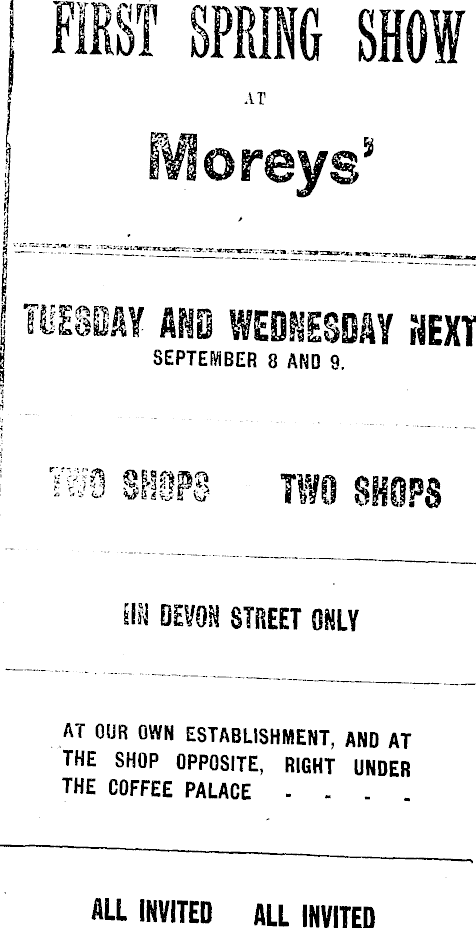 FIRST SPRING SHOW
AT
Moreys'
TUESDAY AND WEDNESDAY NEXT
SEPTEMBER 8 AND 9.
TWO SHOPS TWO SHOPS
IN DEVON STREET ONLY
AT OUR OWN ESTABLISHMENT, AND AT
THE SHOP OPPOSITE, RIGHT UNDER
THE COFFEE PALACE - - - -
ALL INVITED ALL INVITED